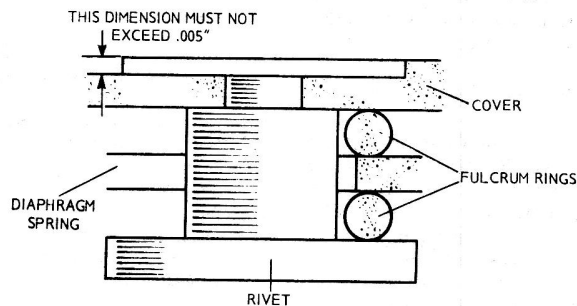 THIS DIMENSION MUST NOT
EXCEED .005"
COVER
FULCRUM RINGS
DIAPHRAGM
SPRING
RIVET